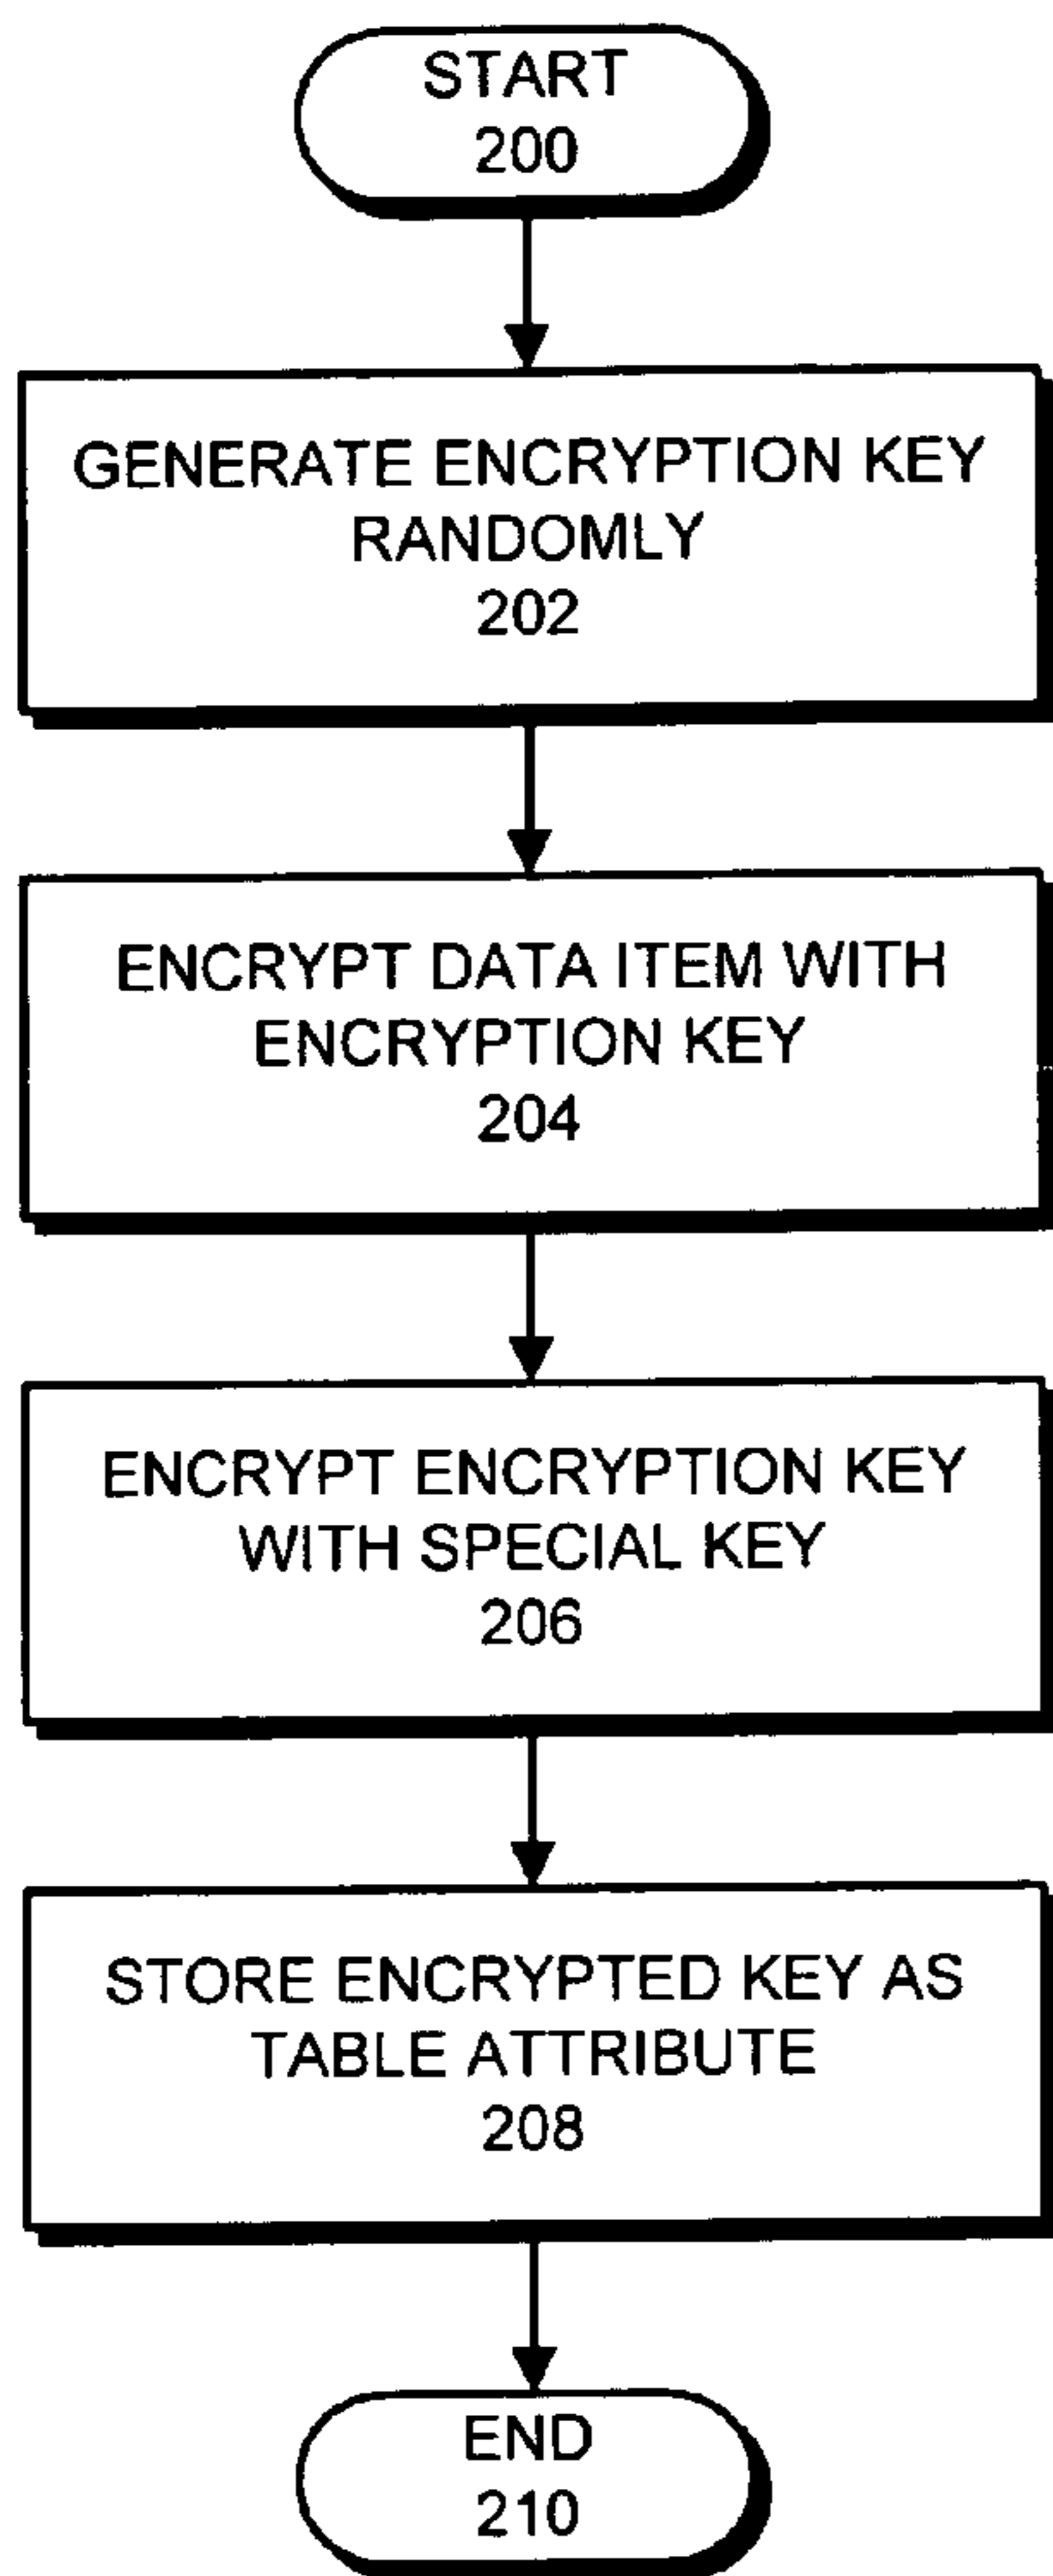 START
200
GENERATE ENCRYPTION KEY
RANDOMLY
202
ENCRYPT DATA ITEM WITH
ENCRYPTION KEY
204
ENCRYPT ENCRYPTION KEY
WITH SPECIAL KEY
206
STORE ENCRYPTED KEY AS
TABLE ATTRIBUTE
208
END
210